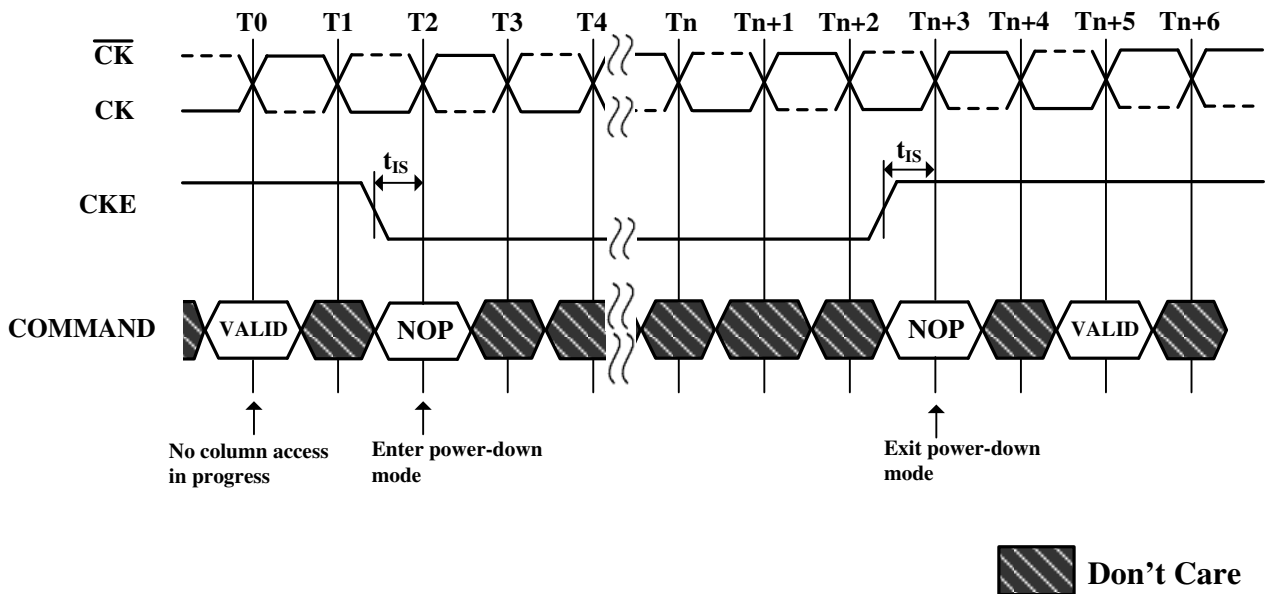 T0 T1 T2 T3 T4 Tn Tn+1 Tn+2 Tn+3 Tn+4 Tn+5 Tn+6
CK
CK
tIS tIS
CKE
COMMAND VALID NOP NOP VALID
No column access
in progress
Enter power-down
mode
Exit power-down
mode
Don't Care